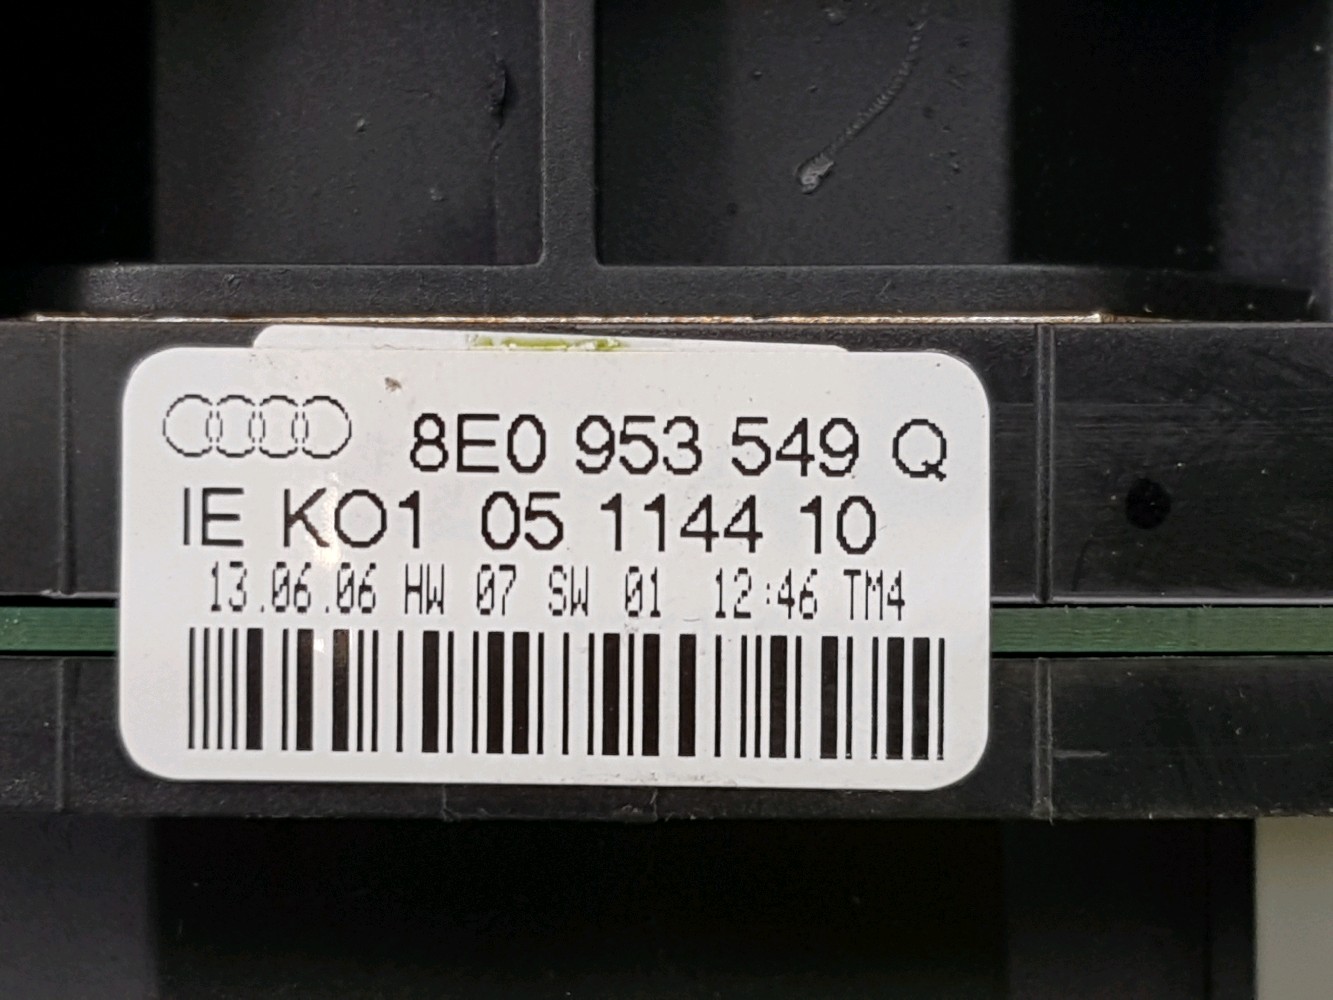 8E0 953 549 Q
IE KO1 05 1144 10
13.06.06 HW 07 SW 01 12:46 TM4